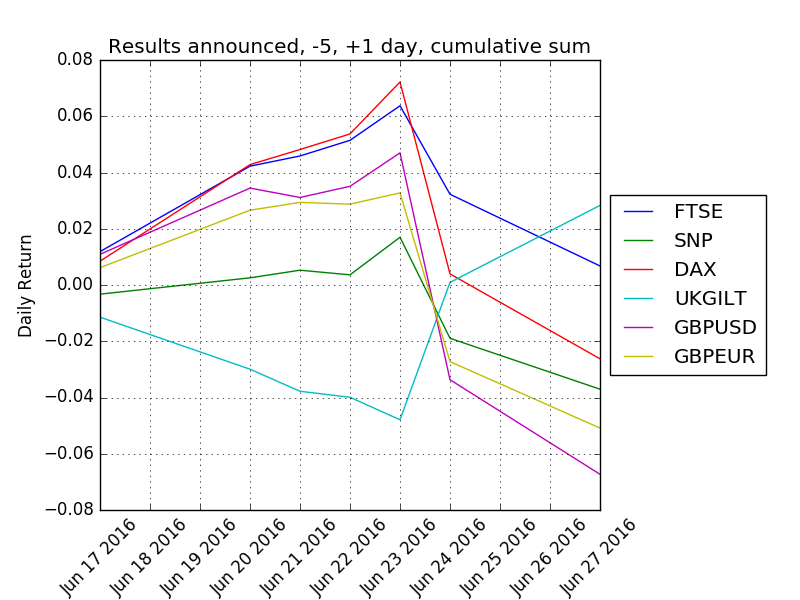 Results announced, -5, +1 day, cumulative sum
Daily Return
0.08
0.06
0.04
0.02
0.00
−0.02
−0.04
−0.06
−0.08
Jun 17 2016
Jun 18 2016
Jun 19 2016
Jun 20 2016
Jun 21 2016
Jun 22 2016
Jun 23 2016
Jun 24 2016
Jun 25 2016
Jun 26 2016
Jun 27 2016
FTSE
SNP
DAX
UKGILT
GBPUSD
GBPEUR